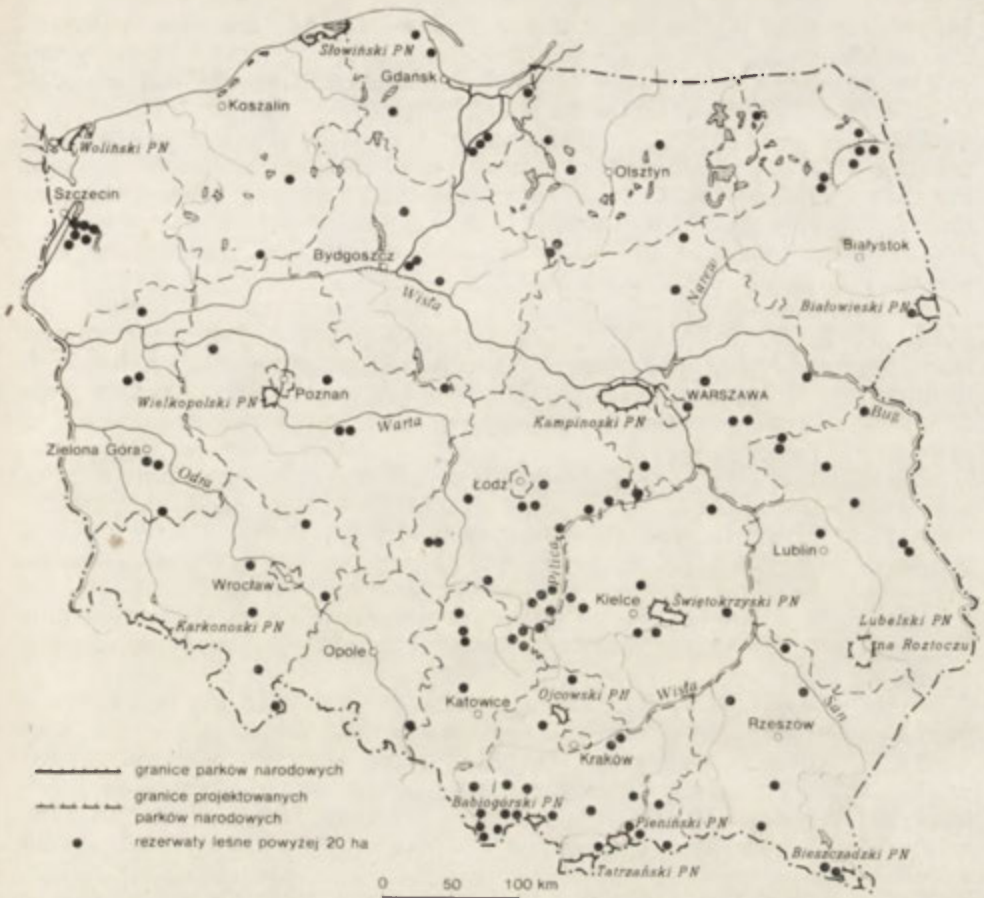 Słowiński PN
Gdańsk
Koszalin
Woliński PN
Olsztyn
Szczecin
Białystok
Bydgoszcz
Wisła
Narew
Białowieski PN
Wielkopolski PN
Poznan
WARSZAWA
Kampinoski PN
Bug
Warta
Zielona Góra
Odra
Łodz
Lublin
Pilica
Wrocław
Kielce
Świętokrzyski PN
Karkonoski PN
Lubelski PN
na Roztoczu
Opole
Ojcowski PN
Wisła
San
Katowice
Rzeszow
Kraków
granice parków narodowych
granice projektowanych
parków narodowych
rezerwaty leśne powyżej 20 ha
Babiogórski PN
Pieniński PN
Bieszczadzki PN
Tatrzański PN
0 50 100 km